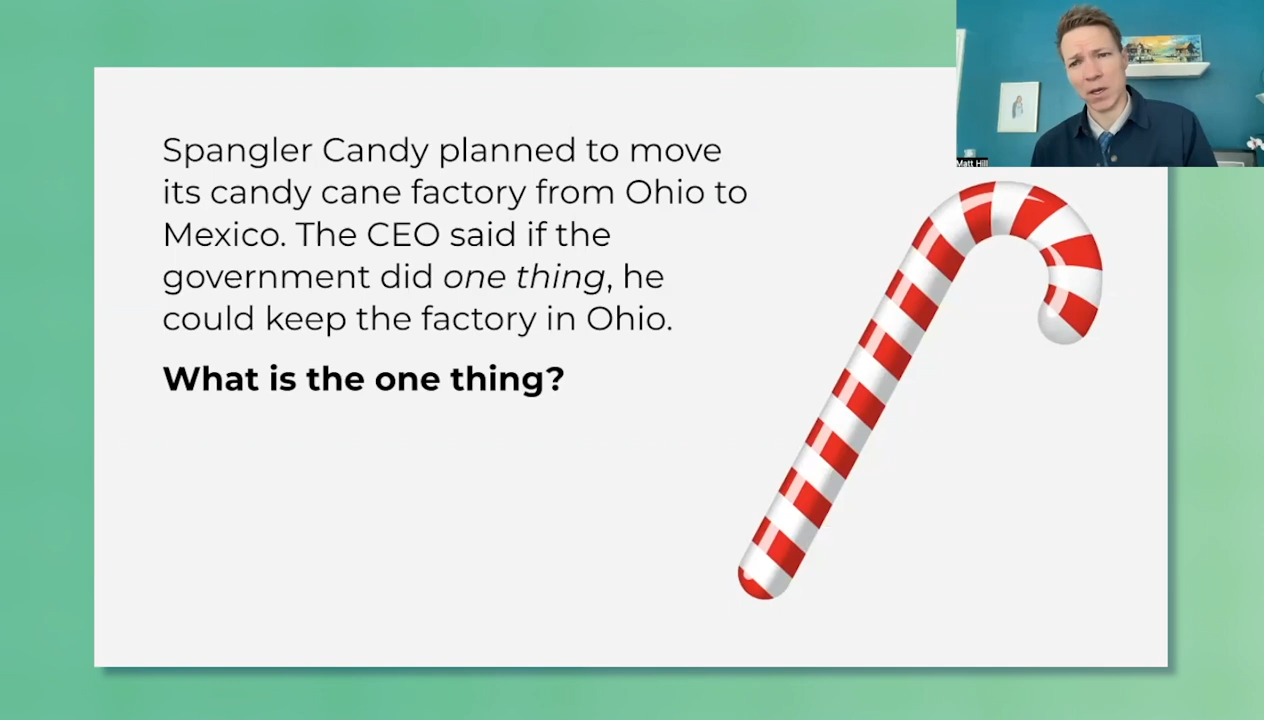 Spangler Candy planned to move
its candy cane factory from Ohio to
Mexico. The CEO said if the
government did one thing, he
could keep the factory in Ohio.
What is the one thing?
Matt Hill